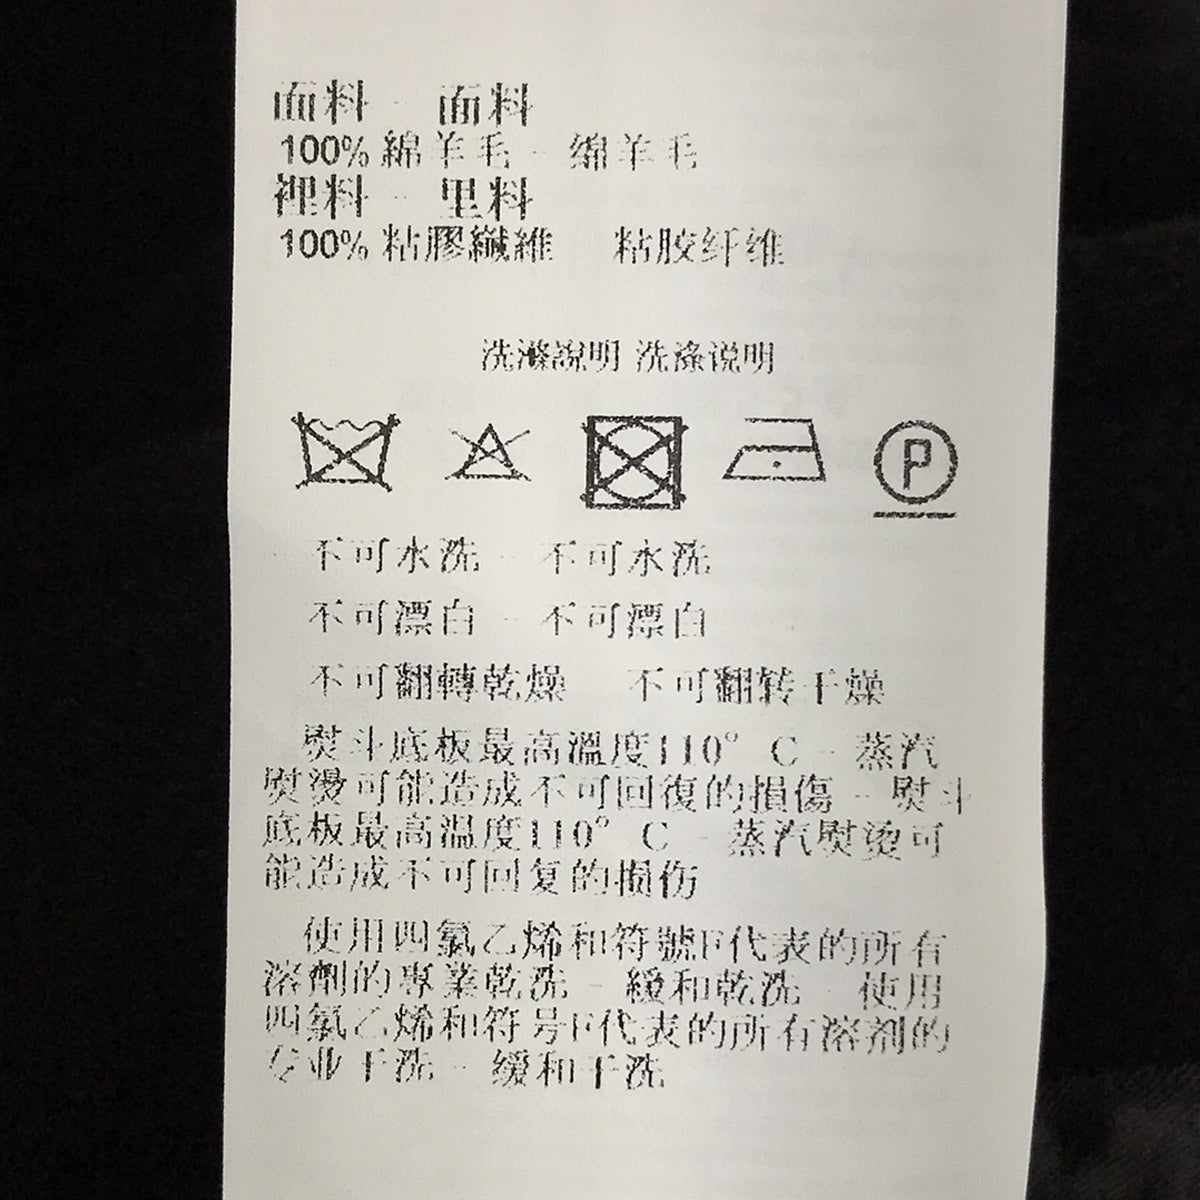 面料 - 面料
100% 綿羊毛 - 绵羊毛
裡料 - 里料
100% 粘膠纖維 粘胶纤维
洗滌說明 洗涤说明
P
不可水洗 - 不可水洗
不可漂白 - 不可漂白
不可翻轉乾燥 不可翻转干燥
熨斗底板最高溫度110° C - 蒸汽
熨燙可能造成不可回復的損傷 - 熨斗
底板最高温度110° C - 蒸汽熨烫可
能造成不可回复的损伤
使用四氯乙烯和符號F代表的所有
溶劑的專業乾洗 - 緩和乾洗 - 使用
四氯乙烯和符号F代表的所有溶剂的
专业干洗 - 缓和干洗